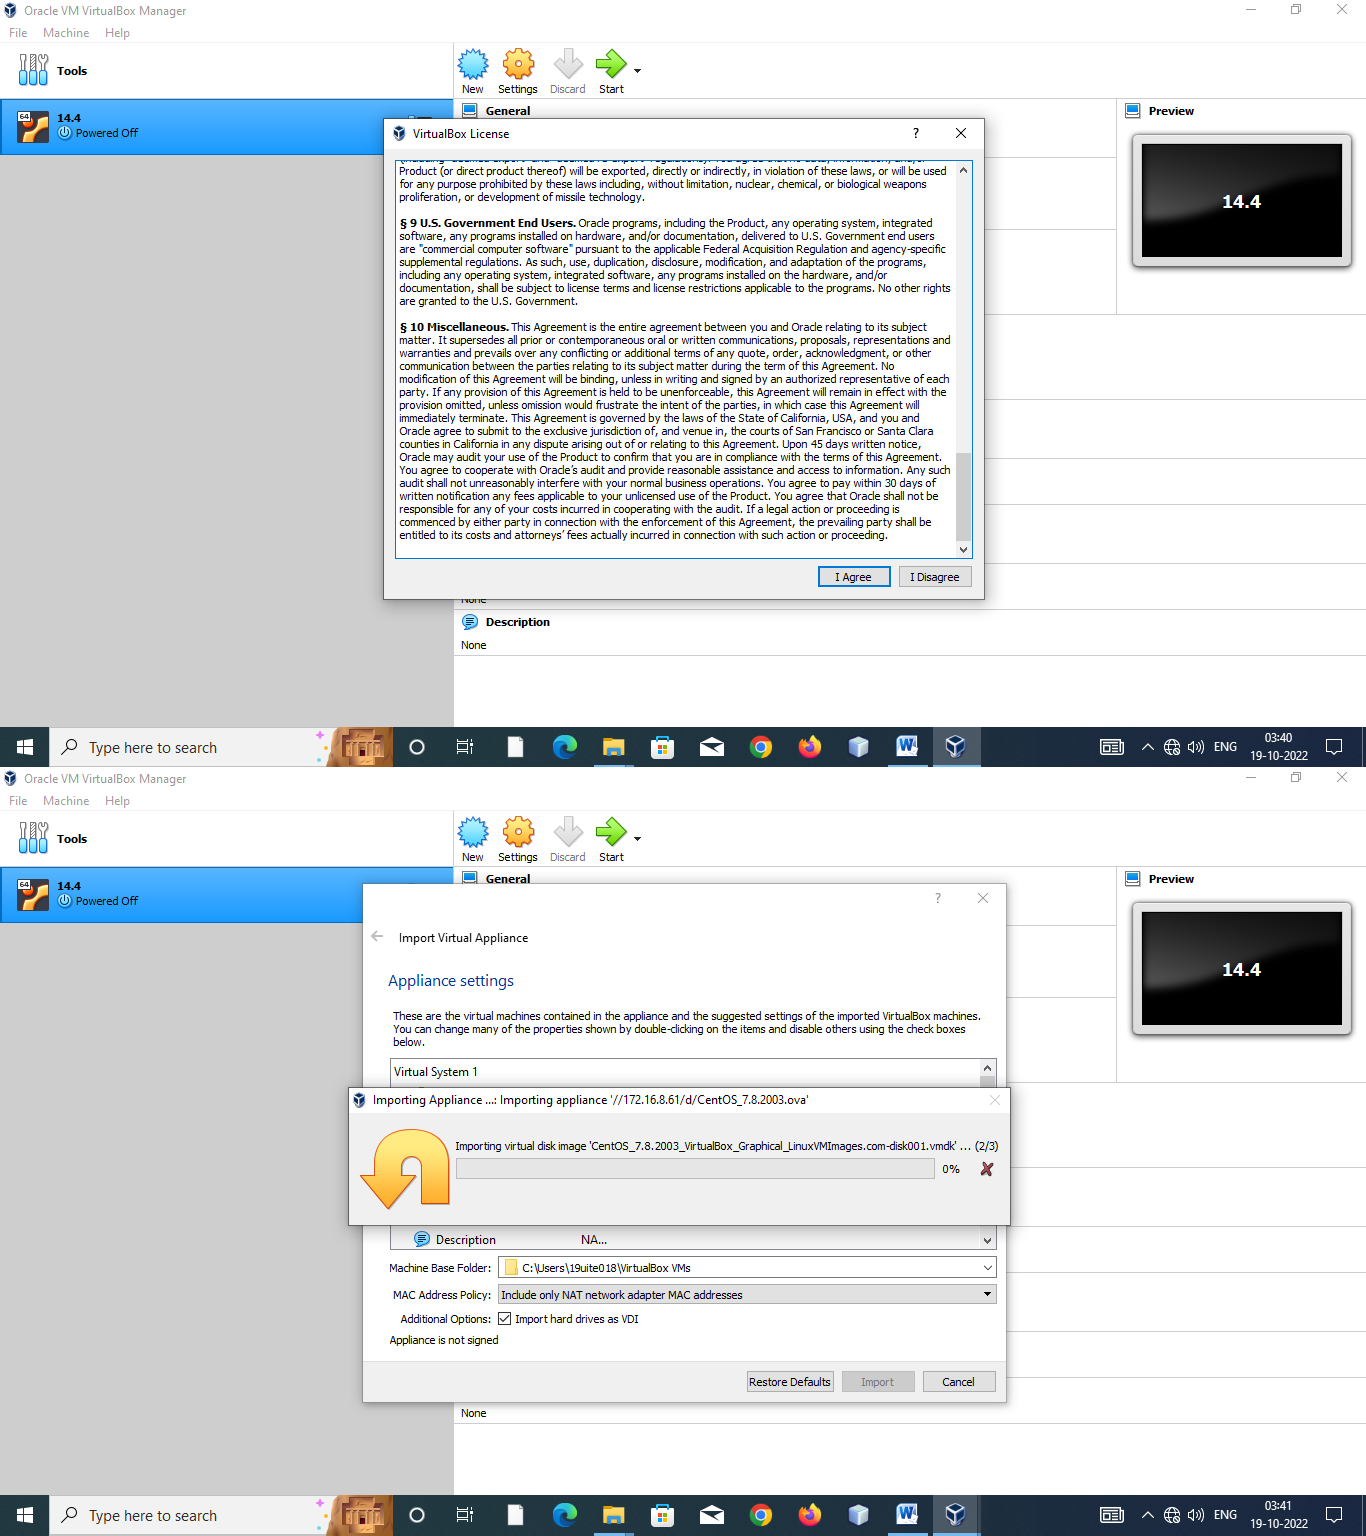 Oracle VM VirtualBox Manager
File Machine Help
Tools
New Settings Discard Start
64 14.4
Powered Off
General
Preview
14.4
VirtualBox License
?
Product (or direct product thereof) will be exported, directly or indirectly, in violation of these laws, or will be used
for any purpose prohibited by these laws including, without limitation, nuclear, chemical, or biological weapons
proliferation, or development of missile technology.
§ 9 U.S. Government End Users. Oracle programs, including the Product, any operating system, integrated
software, any programs installed on hardware, and/or documentation, delivered to U.S. Government end users
are "commercial computer software" pursuant to the applicable Federal Acquisition Regulation and agency-specific
supplemental regulations. As such, use, duplication, disclosure, modification, and adaptation of the programs,
including any operating system, integrated software, any programs installed on the hardware, and/or
documentation, shall be subject to license terms and license restrictions applicable to the programs. No other rights
are granted to the U.S. Government.
§ 10 Miscellaneous. This Agreement is the entire agreement between you and Oracle relating to its subject
matter. It supersedes all prior or contemporaneous oral or written communications, proposals, representations and
warranties and prevails over any conflicting or additional terms of any quote, order, acknowledgment, or other
communication between the parties relating to its subject matter during the term of this Agreement. No
modification of this Agreement will be binding, unless in writing and signed by an authorized representative of each
party. If any provision of this Agreement is held to be unenforceable, this Agreement will remain in effect with the
provision omitted, unless omission would frustrate the intent of the parties, in which case this Agreement will
immediately terminate. This Agreement is governed by the laws of the State of California, USA, and you and
Oracle agree to submit to the exclusive jurisdiction of, and venue in, the courts of San Francisco or Santa Clara
counties in California in any dispute arising out of or relating to this Agreement. Upon 45 days written notice,
Oracle may audit your use of the Product to confirm that you are in compliance with the terms of this Agreement.
You agree to cooperate with Oracle's audit and provide reasonable assistance and access to information. Any such
audit shall not unreasonably interfere with your normal business operations. You agree to pay within 30 days of
written notification any fees applicable to your unlicensed use of the Product. You agree that Oracle shall not be
responsible for any of your costs incurred in cooperating with the audit. If a legal action or proceeding is
commenced by either party in connection with the enforcement of this Agreement, the prevailing party shall be
entitled to its costs and attorneys' fees actually incurred in connection with such action or proceeding.
I Agree I Disagree
None
Description
None
Type here to search
ENG
03:40
19-10-2022
Oracle VM VirtualBox Manager
File Machine Help
Tools
New Settings Discard Start
64 14.4
Powered Off
General
Preview
14.4
?
Import Virtual Appliance
Appliance settings
These are the virtual machines contained in the appliance and the suggested settings of the imported VirtualBox machines.
You can change many of the properties shown by double-clicking on the items and disable others using the check boxes
below.
Virtual System 1
Importing Appliance ...: Importing appliance '//172.16.8.61/d/CentOS_7.8.2003.ova'
Importing virtual disk image 'CentOS_7.8.2003_VirtualBox_Graphical_LinuxVMImages.com-disk001.vmdk' ... (2/3)
0%
Description NA...
Machine Base Folder: C:\Users\19uite018\VirtualBox VMs
MAC Address Policy: Include only NAT network adapter MAC addresses
Additional Options: Import hard drives as VDI
Appliance is not signed
Restore Defaults Import Cancel
None
Type here to search
ENG
03:41
19-10-2022